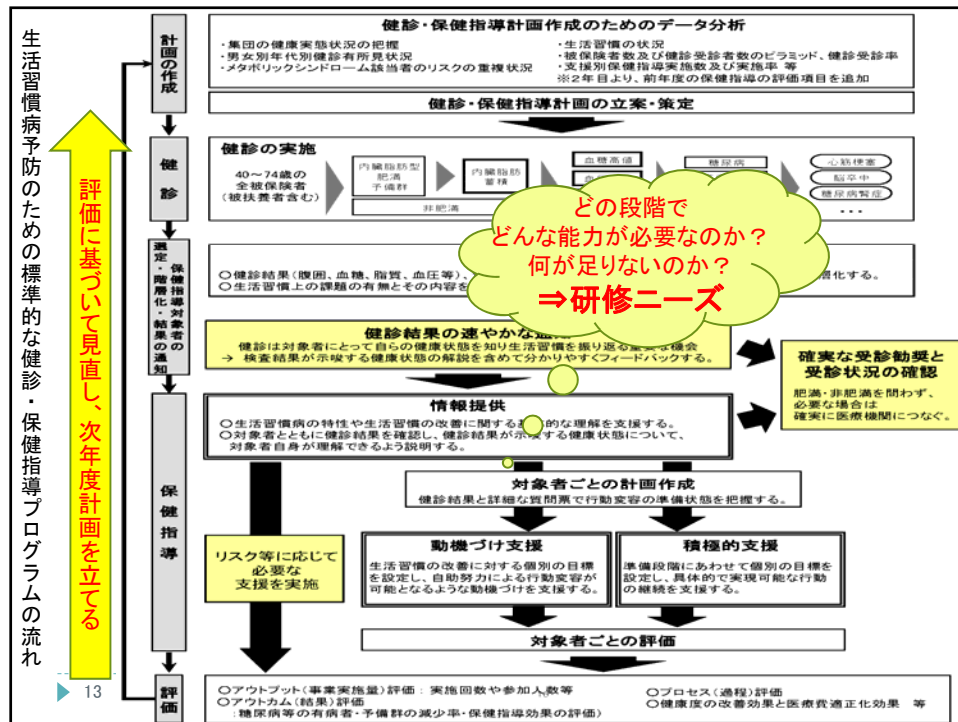 生活習慣病予防のための標準的な健診・保健指導プログラムの流れ
評価に基づいて見直し、次年度計画を立てる
13
計画の作成
健診・保健指導計画作成のためのデータ分析
・集団の健康実態状況の把握
・男女別年代別健診有所見状況
・メタボリックシンドローム該当者のリスクの重複状況
・生活習慣の状況
・被保険者数及び健診受診者数のピラミッド、健診受診率
・支援別保健指導実施数及び実施率 等
※2年目より、前年度の保健指導の評価項目を追加
健診・保健指導計画の立案・策定
健診
健診の実施
40～74歳の
全被保険者
(被扶養者含む)
内臓脂肪型
肥満
予備群
内臓脂肪
蓄積
非肥満
血糖高値
糖尿病
心筋梗塞
脳卒中
糖尿病腎症
・・・
どの段階で
どんな能力が必要なのか？
何が足りないのか？
⇒研修ニーズ
保健指導対象者の
選定・階層化・結果の通知
○健診結果(腹囲、血糖、脂質、血圧等)、
層化する。
○生活習慣上の課題の有無とその内容を
健診結果の速やかな
健診は対象者にとって自らの健康状態を知り生活習慣を振り返る重要な機会
→ 検査結果が示唆する健康状態の解説を含めて分かりやすくフィードバックする。
確実な受診勧奨と
受診状況の確認
肥満・非肥満を問わず、
必要な場合は
確実に医療機関につなぐ。
保健指導
情報提供
○生活習慣病の特性や生活習慣の改善に関する基 的な理解を支援する。
○対象者とともに健診結果を確認し、健診結果が示唆する健康状態について、
対象者自身が理解できるよう説明する。
対象者ごとの計画作成
健診結果と詳細な質問票で行動変容の準備状態を把握する。
リスク等に応じて
必要な
支援を実施
動機づけ支援
生活習慣の改善に対する個別の目標
を設定し、自助努力による行動変容が
可能となるような動機づけを支援する。
積極的支援
準備段階にあわせて個別の目標を
設定し、具体的で実現可能な行動
の継続を支援する。
対象者ごとの評価
評価
○アウトプット(事業実施量)評価：実施回数や参加人数等
○アウトカム(結果)評価
:糖尿病等の有病者・予備群の減少率・保健指導効果の評価)
○プロセス(過程)評価
○健康度の改善効果と医療費適正化効果 等